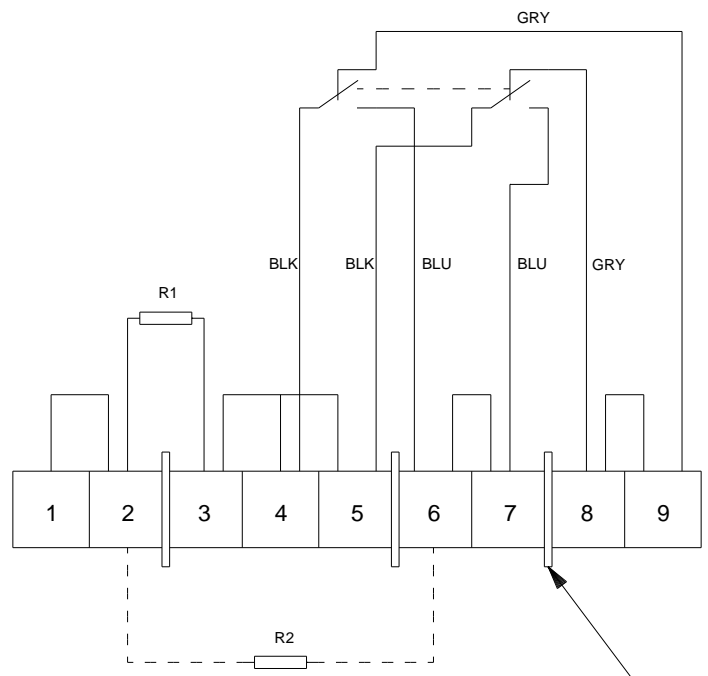 GRY
BLK BLK BLU BLU GRY
R1
1 2 3 4 5 6 7 8 9
R2